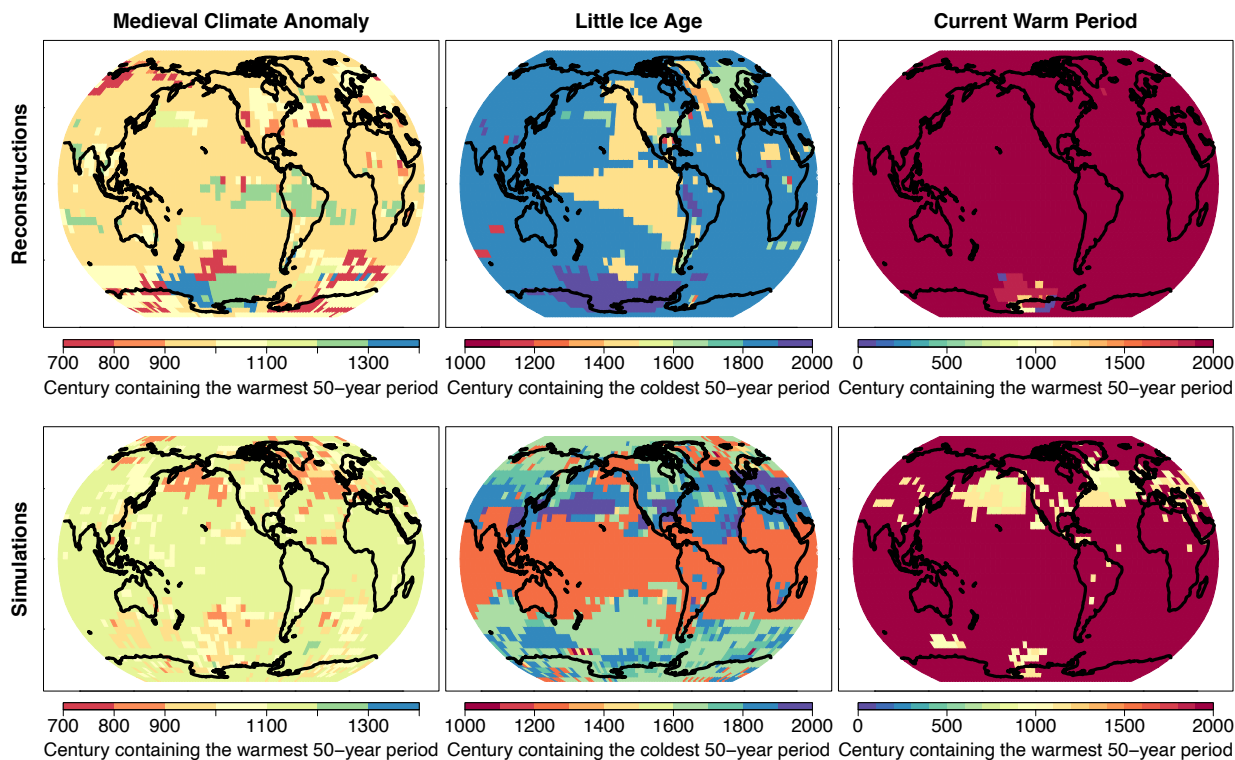 Medieval Climate Anomaly
Little Ice Age
Current Warm Period
Reconstructions
700 800 900 1100 1300
1000 1200 1400 1600 1800 2000
0 500 1000 1500 2000
Century containing the warmest 50−year period
Century containing the coldest 50−year period
Century containing the warmest 50−year period
Simulations
700 800 900 1100 1300
1000 1200 1400 1600 1800 2000
0 500 1000 1500 2000
Century containing the warmest 50−year period
Century containing the coldest 50−year period
Century containing the warmest 50−year period